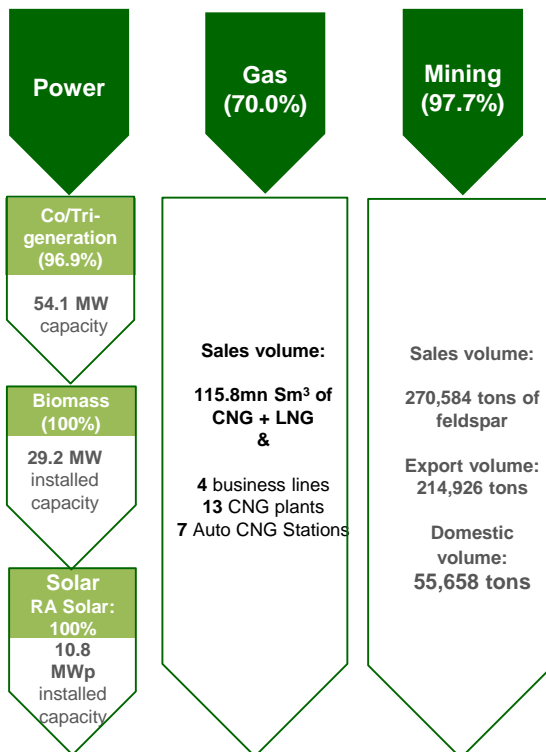 Power
Co/Tri-
generation
(96.9%)
54.1 MW
capacity
Biomass
(100%)
29.2 MW
installed
capacity
Solar
RA Solar:
100%
10.8
MWp
installed
capacity
Gas
(70.0%)
Sales volume:
115.8mn Sm³ of
CNG + LNG
&
4 business lines
13 CNG plants
7 Auto CNG Stations
Mining
(97.7%)
Sales volume:
270,584 tons of
feldspar
Export volume:
214,926 tons
Domestic
volume:
55,658 tons